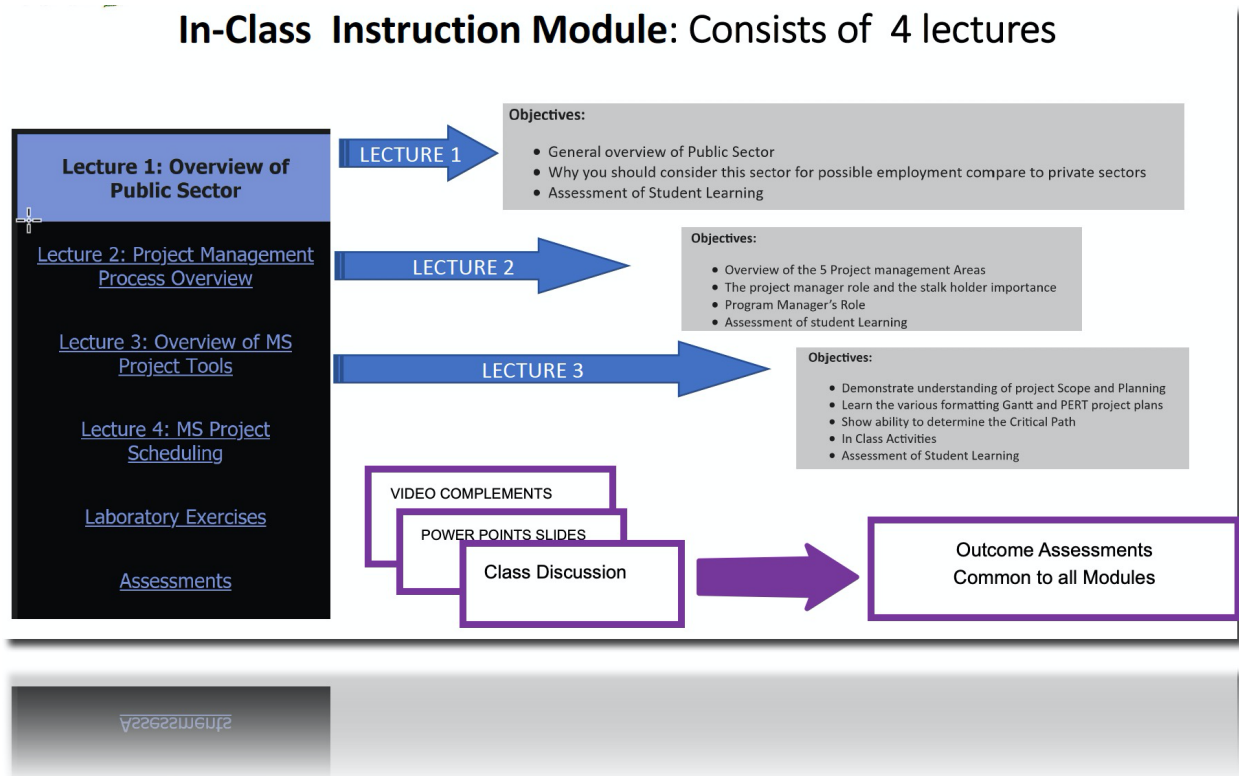 In-Class Instruction Module: Consists of 4 lectures
Lecture 1: Overview of
Public Sector
Lecture 2: Project Management
Process Overview
Lecture 3: Overview of MS
Project Tools
Lecture 4: MS Project
Scheduling
Laboratory Exercises
Assessments
LECTURE 1
Objectives:
• General overview of Public Sector
• Why you should consider this sector for possible employment compare to private sectors
• Assessment of Student Learning
LECTURE 2
Objectives:
• Overview of the 5 Project management Areas
• The project manager role and the stalk holder importance
• Program Manager's Role
• Assessment of student Learning
LECTURE 3
Objectives:
• Demonstrate understanding of project Scope and Planning
• Learn the various formatting Gantt and PERT project plans
• Show ability to determine the Critical Path
• In Class Activities
• Assessment of Student Learning
VIDEO COMPLEMENTS
POWER POINTS SLIDES
Class Discussion
Outcome Assessments
Common to all Modules
Assessments